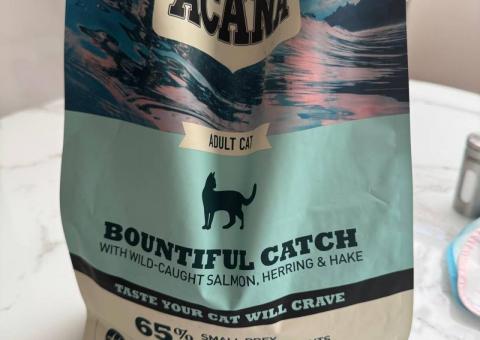 ACANA
ADULT CAT
BOUNTIFUL CATCH
WITH WILD-CAUGHT SALMON, HERRING & HAKE
TASTE YOUR CAT WILL CRAVE
65%